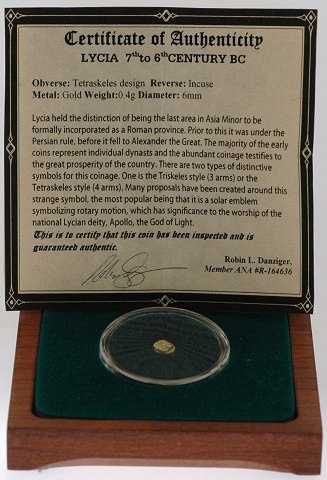 Certificate of Authenticity
LYCIA 7th to 6th CENTURY BC
Obverse: Tetraskeles design Reverse: Incuse
Metal: Gold Weight:0.4g Diameter: 6mm
Lycia held the distinction of being the last area in Asia Minor to
be formally incorporated as a Roman province. Prior to this it was under the
Persian rule, before it fell to Alexander the Great. The majority of the early
coins represent individual dynasts and the abundant coinage testifies to
the great prosperity of the country. There are two types of distinctive
symbols for this coinage. One is the Triskeles style (3 arms) or the
Tetraskeles style (4 arms). Many proposals have been created around this
strange symbol, the most popular being that it is a solar emblem
symbolizing rotary motion, which has significance to the worship of the
national Lycian deity, Apollo, the God of Light.
This is to certify that this coin has been inspected and is
guaranteed authentic.
Robin L. Danziger,
Member ANA #R-164636